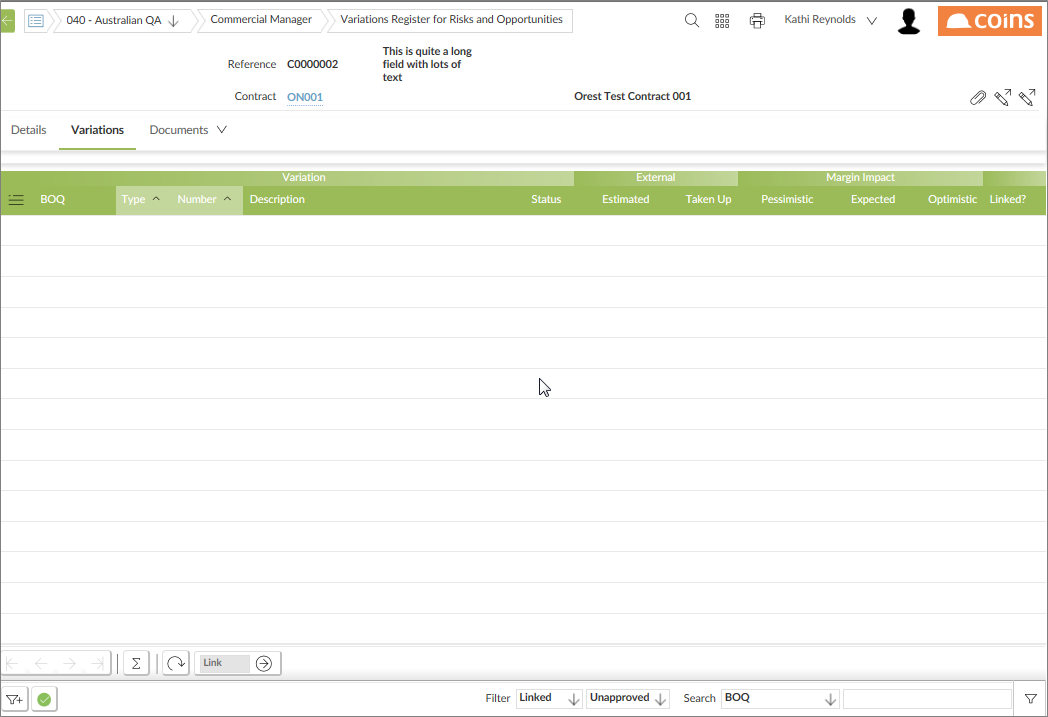 040 - Australian QA
Commercial Manager
Variations Register for Risks and Opportunities
Kathi Reynolds
coins
Reference C0000002
This is quite a long
field with lots of
text
Contract ON001
Orest Test Contract 001
Details Variations Documents
Variation External Margin Impact
BOQ Type Number Description Status Estimated Taken Up Pessimistic Expected Optimistic Linked?
Σ Link
Filter Linked Unapproved Search BOQ